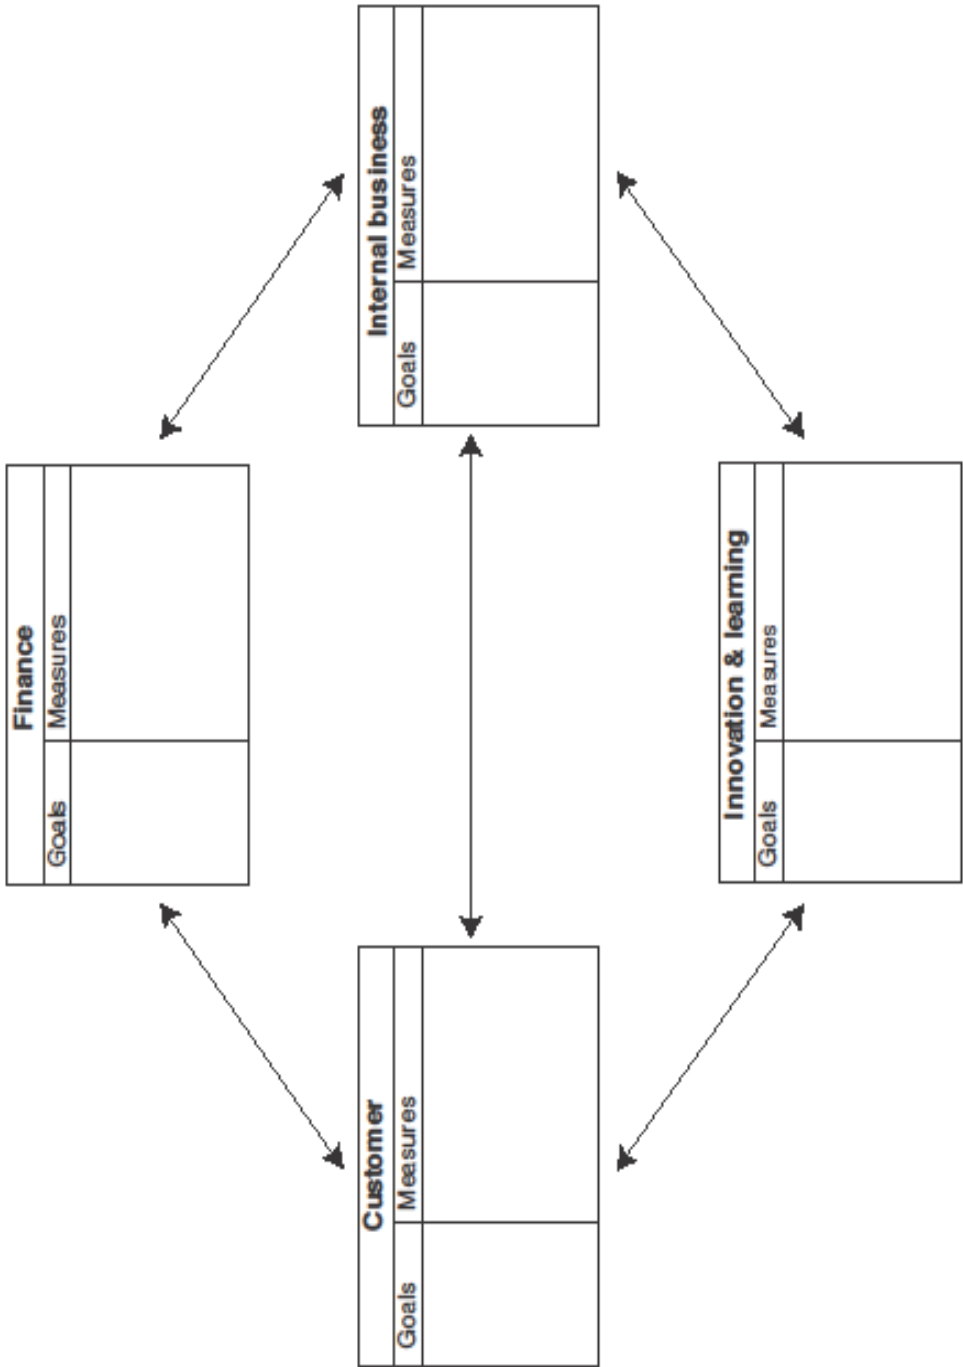 Finance
Goals Measures
Customer
Goals Measures
Internal business
Goals Measures
Innovation & learning
Goals Measures